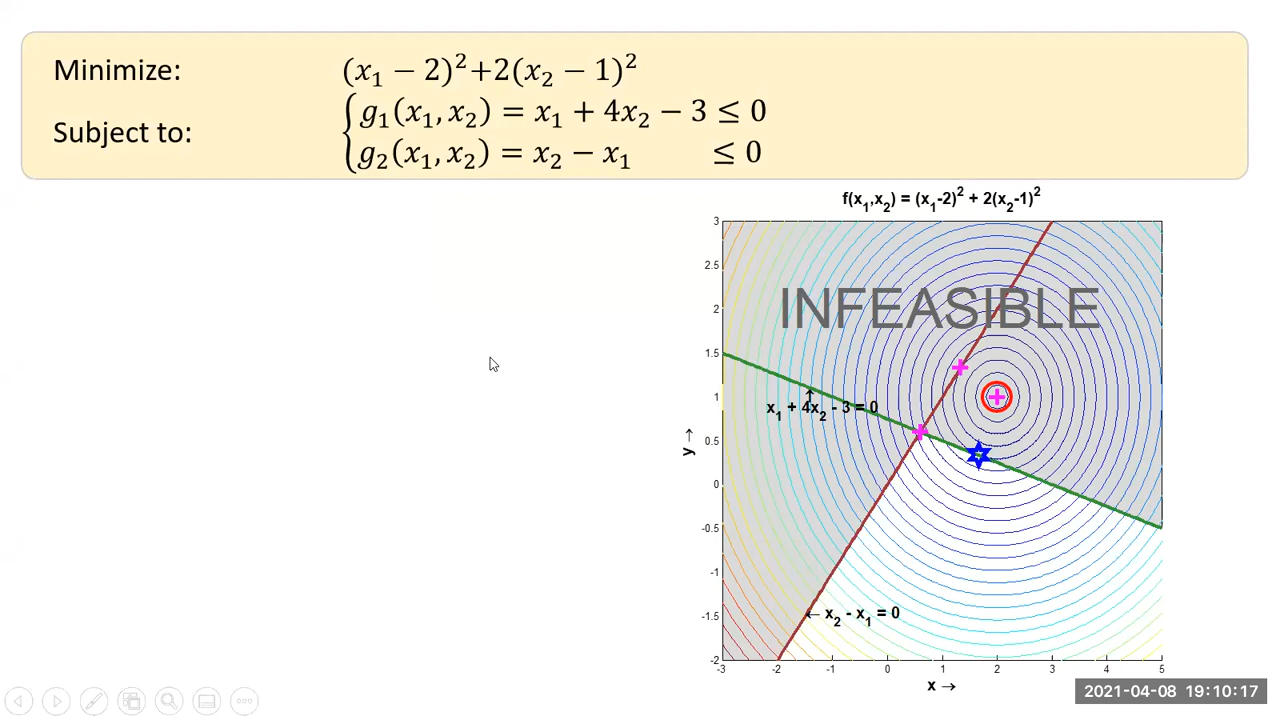 Minimize: (x₁ − 2)²+2(x₂ − 1)²
Subject to: { g₁(x₁, x₂) = x₁ + 4x₂ − 3 ≤ 0
g₂(x₁, x₂) = x₂ − x₁ ≤ 0
f(x₁,x₂) = (x₁-2)² + 2(x₂-1)²
3
2.5
INFEASIBLE
2
1.5
1
x₁ + 4x₂ - 3 = 0
y →
0.5
0
-0.5
-1
← x₂ - x₁ = 0
-1.5
-2
-3 -2 -1 0 1 2 3 4 5
x →
2021-04-08 19:10:17